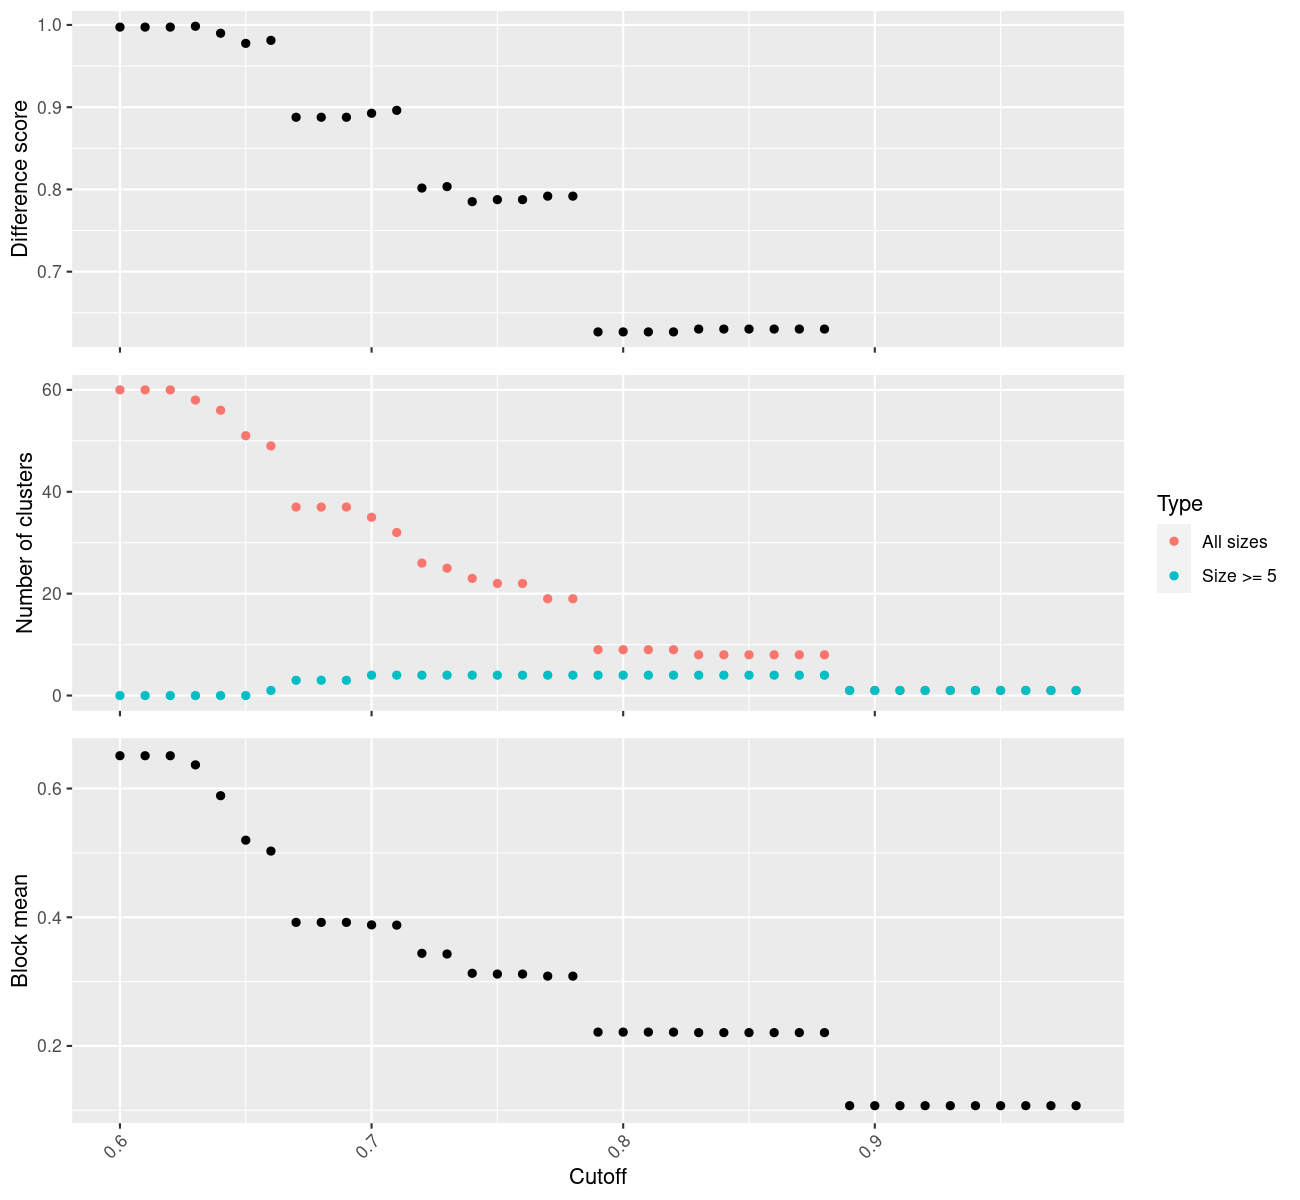 Difference score
1.0
0.9
0.8
0.7
Number of clusters
60
40
20
0
Type
All sizes
Size >= 5
Block mean
0.6
0.4
0.2
0.6
0.7
0.8
0.9
Cutoff